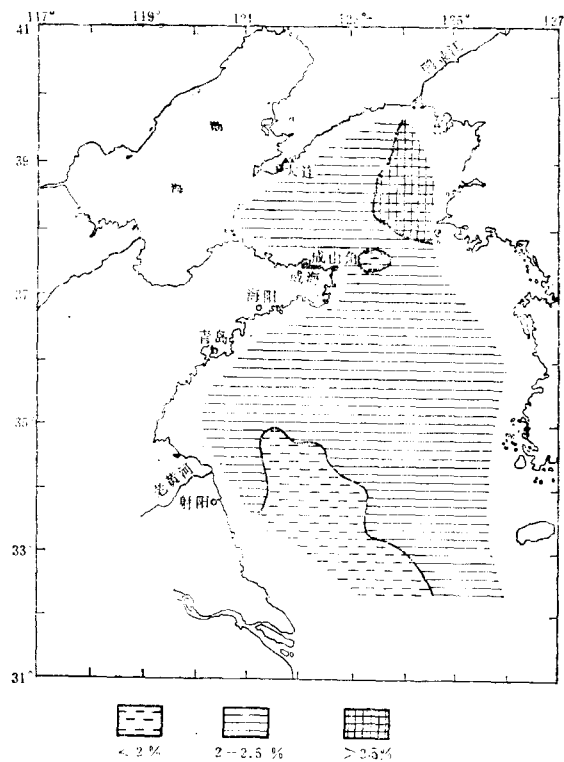 117° 119° 121 125° 127
41
鸭绿江
39
渤
海
大连
成山角
威海
37
海阳
青岛
35
老黄河
射阳
33
31°
<2% 2-2.5% >2.5%